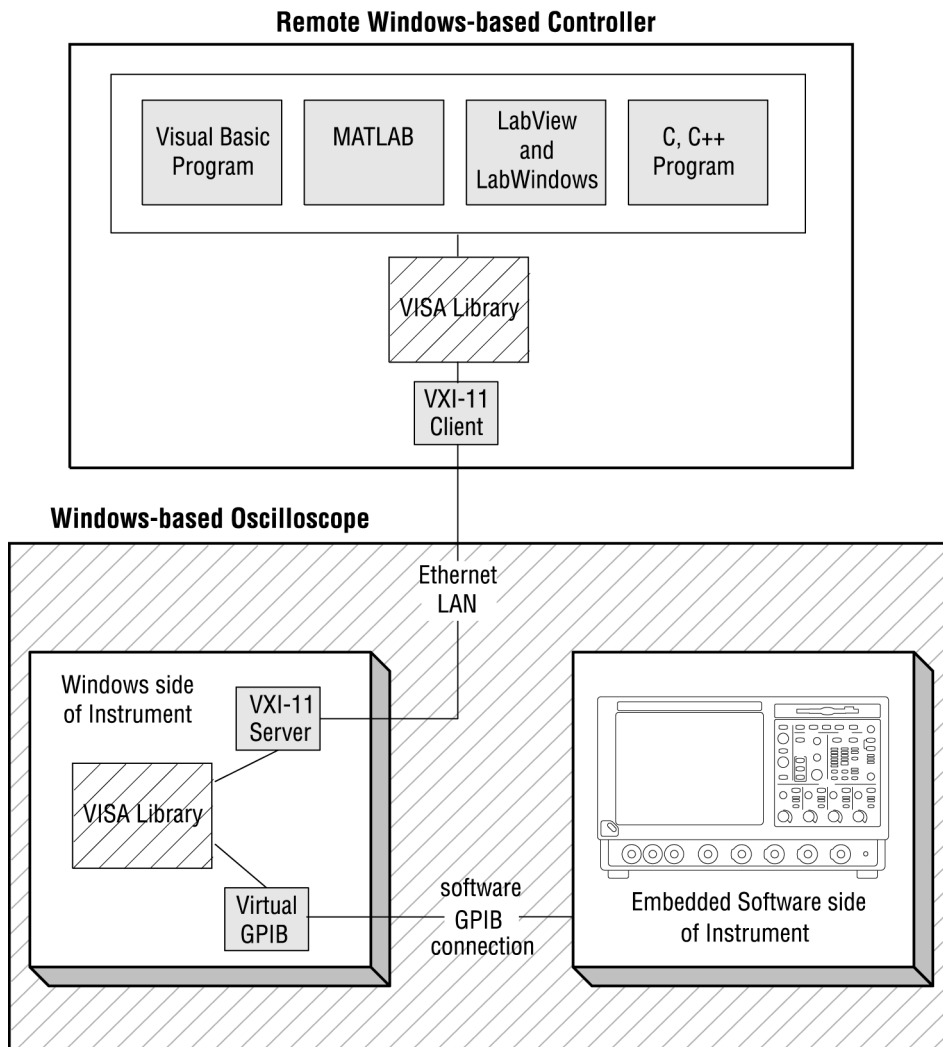 Remote Windows-based Controller
Visual Basic
Program
MATLAB
LabView
and
LabWindows
C, C++
Program
VISA Library
VXI-11
Client
Windows-based Oscilloscope
Ethernet
LAN
Windows side
of Instrument
VXI-11
Server
VISA Library
Virtual
GPIB
software
GPIB
connection
Embedded Software side
of Instrument